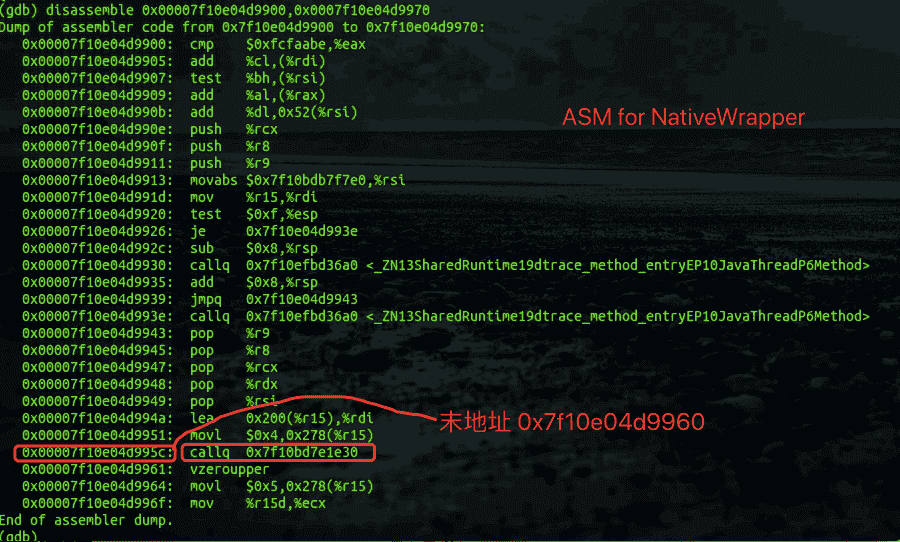 (gdb) disassemble 0x00007f10e04d9900,0x00007f10e04d9970
Dump of assembler code from 0x7f10e04d9900 to 0x7f10e04d9970:
0x00007f10e04d9900: cmp $0xfcfaabe,%eax
0x00007f10e04d9905: add %cl,(%rdi)
0x00007f10e04d9907: test %bh,(%rsi)
0x00007f10e04d9909: add %al,(%rax)
0x00007f10e04d990b: add %dl,0x52(%rsi)
ASM for NativeWrapper
0x00007f10e04d990e: push %rcx
0x00007f10e04d990f: push %r8
0x00007f10e04d9911: push %r9
0x00007f10e04d9913: movabs $0x7f10bdb7f7e0,%rsi
0x00007f10e04d991d: mov %r15,%rdi
0x00007f10e04d9920: test $0xf,%esp
0x00007f10e04d9926: je 0x7f10e04d993e
0x00007f10e04d992c: sub $0x8,%rsp
0x00007f10e04d9930: callq 0x7f10efbd36a0 <_ZN13SharedRuntime19dtrace_method_entryEP10JavaThreadP6Method>
0x00007f10e04d9935: add $0x8,%rsp
0x00007f10e04d9939: jmpq 0x7f10e04d9943
0x00007f10e04d993e: callq 0x7f10efbd36a0 <_ZN13SharedRuntime19dtrace_method_entryEP10JavaThreadP6Method>
0x00007f10e04d9943: pop %r9
0x00007f10e04d9945: pop %r8
0x00007f10e04d9947: pop %rcx
0x00007f10e04d9948: pop %rdx
0x00007f10e04d9949: pop %rsi
0x00007f10e04d994a: lea 0x200(%r15),%rdi
末地址 0x7f10e04d9960
0x00007f10e04d9951: movl $0x4,0x278(%r15)
0x00007f10e04d995c: callq 0x7f10bd7e1e30
0x00007f10e04d9961: vzeroupper
0x00007f10e04d9964: movl $0x5,0x278(%r15)
0x00007f10e04d996f: mov %r15d,%ecx
End of assembler dump.
(gdb)